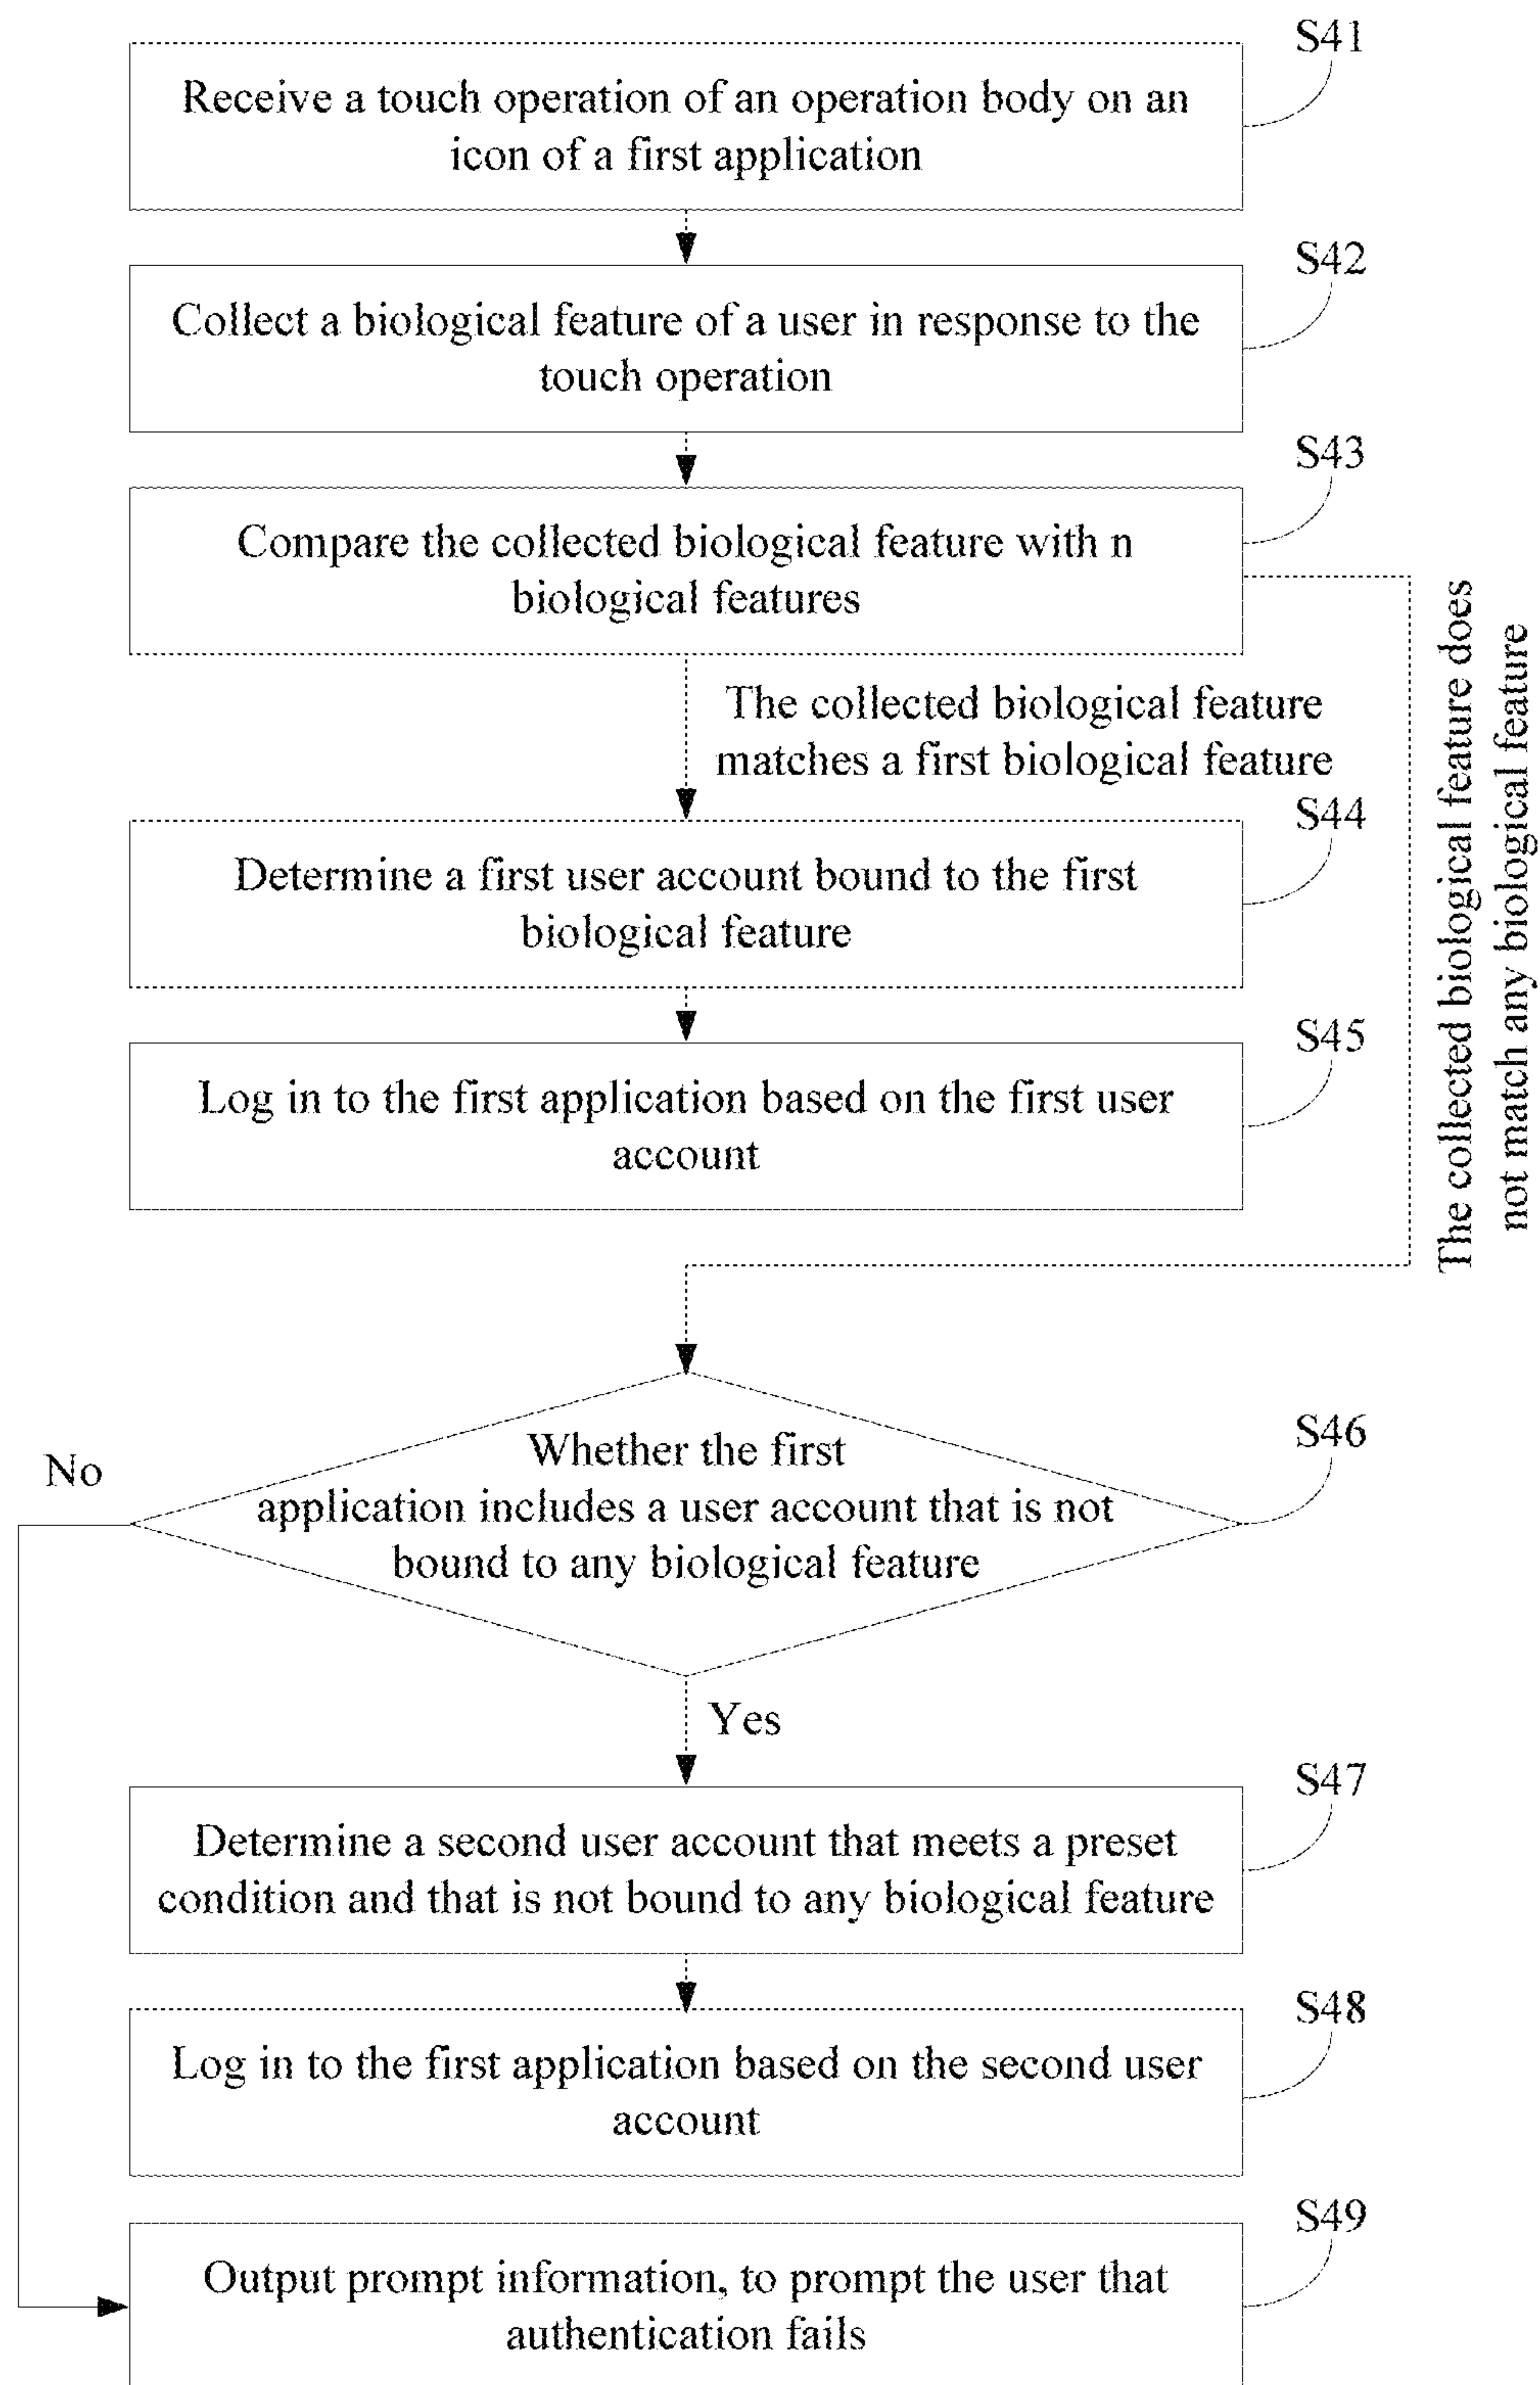 S41
Receive a touch operation of an operation body on an
icon of a first application
S42
Collect a biological feature of a user in response to the
touch operation
S43
Compare the collected biological feature with n
biological features
The collected biological feature does
not match any biological feature
The collected biological feature
matches a first biological feature
S44
Determine a first user account bound to the first
biological feature
S45
Log in to the first application based on the first user
account
S46
Whether the first
application includes a user account that is not
bound to any biological feature
No
Yes
S47
Determine a second user account that meets a preset
condition and that is not bound to any biological feature
S48
Log in to the first application based on the second user
account
S49
Output prompt information, to prompt the user that
authentication fails